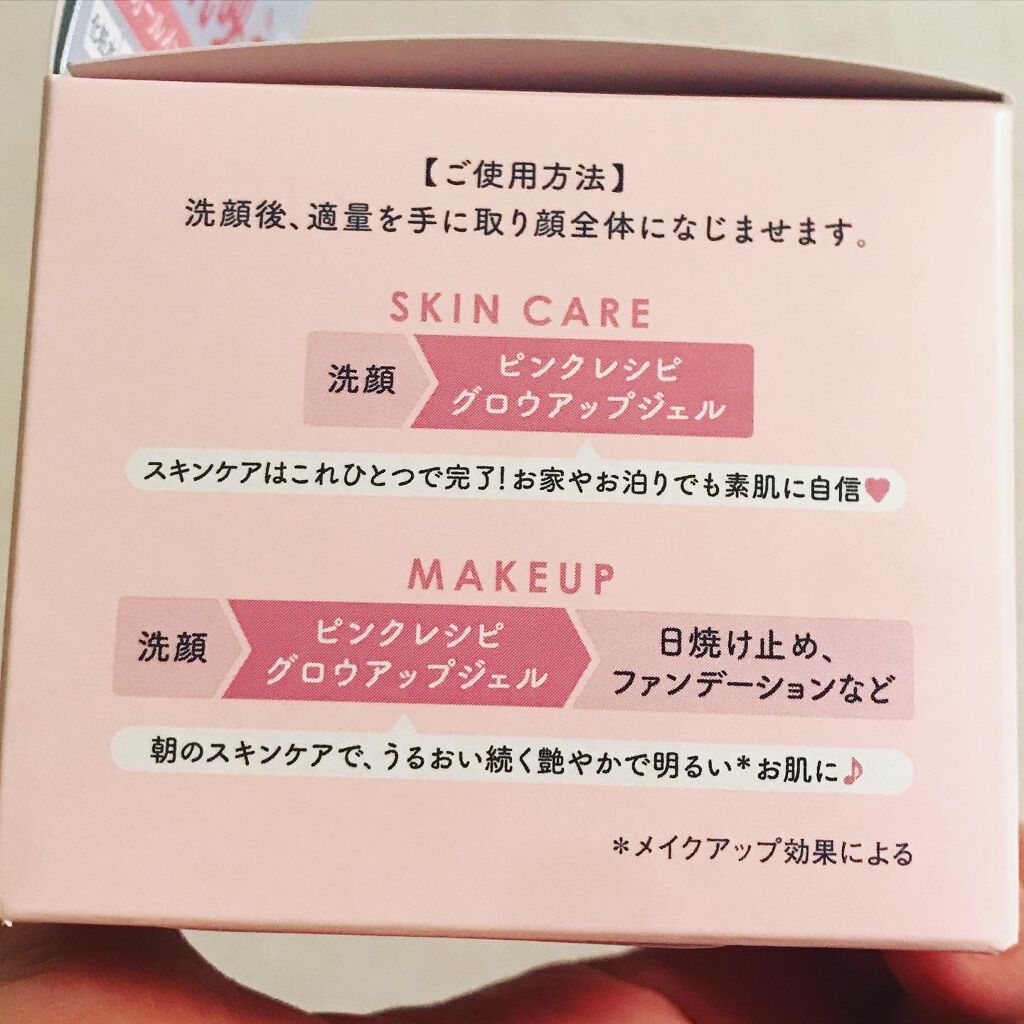 【ご使用方法】
洗顔後、適量を手に取り顔全体になじませます。
SKIN CARE
洗顔
ピンクレシピ
グロウアップジェル
スキンケアはこれひとつで完了!お家やお泊りでも素肌に自信♥
MAKEUP
洗顔
ピンクレシピ
グロウアップジェル
日焼け止め、
ファンデーションなど
朝のスキンケアで、うるおい続く艶やかで明るい*お肌に♪
*メイクアップ効果による